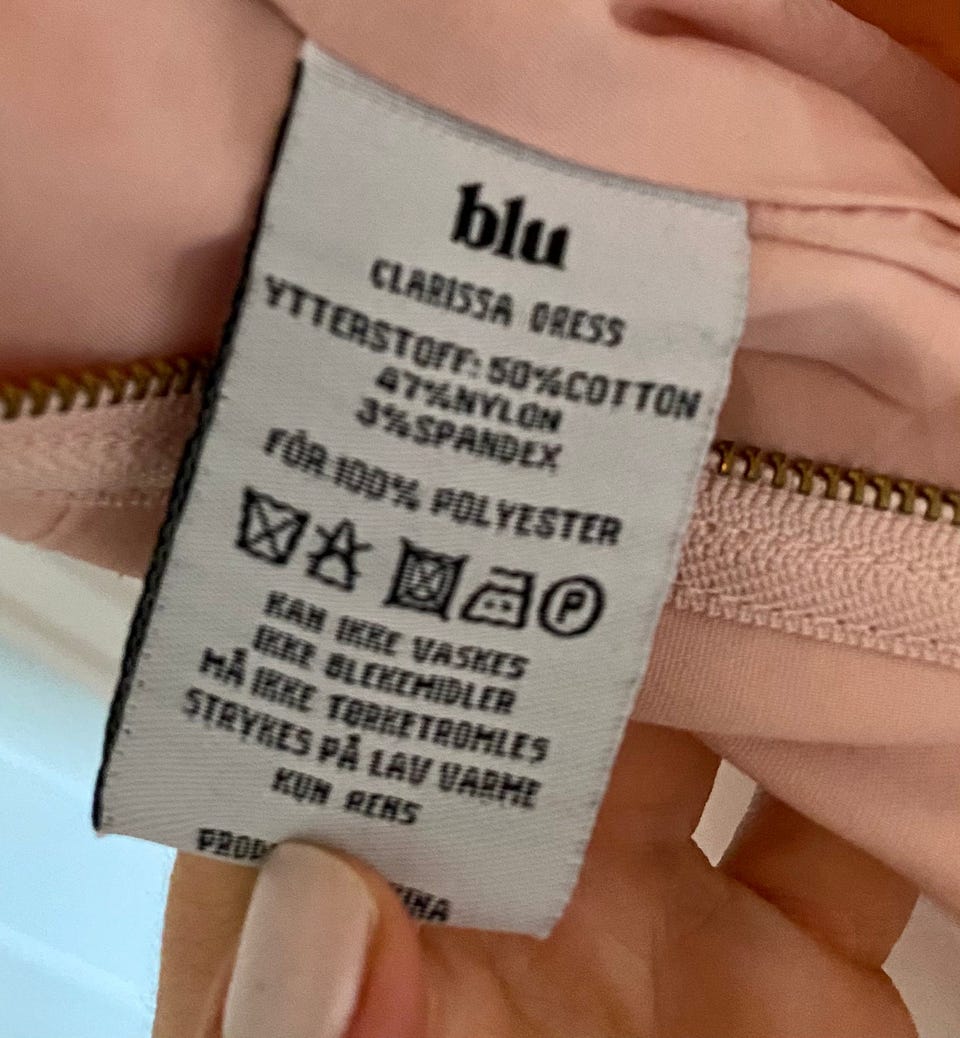 blu
CLARISSA DRESS
YTTERSTOFF: 50%COTTON
47%NYLON
3%SPANDEX
FÓR:100% POLYESTER
P
KAN IKKE VASKES
IKKE BLEKEMIDLER
MÅ IKKE TØRKETROMLES
STRYKES PÅ LAV VARME
KUN RENS